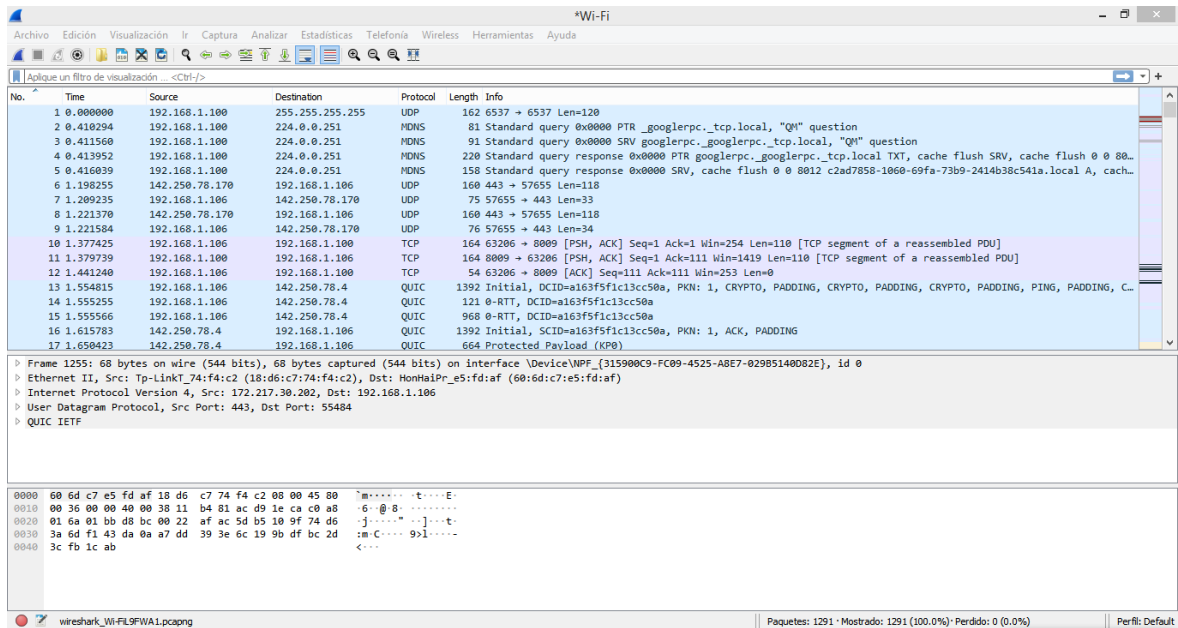 *Wi-Fi
Archivo Edición Visualización Ir Captura Analizar Estadísticas Telefonía Wireless Herramientas Ayuda
Aplique un filtro de visualización ... <Ctrl-/>
No. Time Source Destination Protocol Length Info
1 0.000000 192.168.1.100 255.255.255.255 UDP 162 6537 → 6537 Len=120
2 0.410294 192.168.1.100 224.0.0.251 MDNS 81 Standard query 0x0000 PTR _googlerpc._tcp.local, "QM" question
3 0.411560 192.168.1.100 224.0.0.251 MDNS 91 Standard query 0x0000 SRV googlerpc._googlerpc._tcp.local, "QM" question
4 0.413952 192.168.1.100 224.0.0.251 MDNS 220 Standard query response 0x0000 PTR googlerpc._googlerpc._tcp.local TXT, cache flush SRV, cache flush 0 0 80…
5 0.416039 192.168.1.100 224.0.0.251 MDNS 158 Standard query response 0x0000 SRV, cache flush 0 0 8012 c2ad7858-1060-69fa-73b9-2414b38c541a.local A, cach…
6 1.198255 142.250.78.170 192.168.1.106 UDP 160 443 → 57655 Len=118
7 1.209235 192.168.1.106 142.250.78.170 UDP 75 57655 → 443 Len=33
8 1.221370 142.250.78.170 192.168.1.106 UDP 160 443 → 57655 Len=118
9 1.221584 192.168.1.106 142.250.78.170 UDP 76 57655 → 443 Len=34
10 1.377425 192.168.1.106 192.168.1.100 TCP 164 63206 → 8009 [PSH, ACK] Seq=1 Ack=1 Win=254 Len=110 [TCP segment of a reassembled PDU]
11 1.379739 192.168.1.100 192.168.1.106 TCP 164 8009 → 63206 [PSH, ACK] Seq=1 Ack=111 Win=1419 Len=110 [TCP segment of a reassembled PDU]
12 1.441240 192.168.1.106 192.168.1.100 TCP 54 63206 → 8009 [ACK] Seq=111 Ack=111 Win=253 Len=0
13 1.554815 192.168.1.106 142.250.78.4 QUIC 1392 Initial, DCID=a163f5f1c13cc50a, PKN: 1, CRYPTO, PADDING, CRYPTO, PADDING, CRYPTO, PADDING, PING, PADDING, C…
14 1.555255 192.168.1.106 142.250.78.4 QUIC 121 0-RTT, DCID=a163f5f1c13cc50a
15 1.555566 192.168.1.106 142.250.78.4 QUIC 968 0-RTT, DCID=a163f5f1c13cc50a
16 1.615783 142.250.78.4 192.168.1.106 QUIC 1392 Initial, SCID=a163f5f1c13cc50a, PKN: 1, ACK, PADDING
17 1.650423 142.250.78.4 192.168.1.106 QUIC 664 Protected Payload (KP0)
Frame 1255: 68 bytes on wire (544 bits), 68 bytes captured (544 bits) on interface \Device\NPF_{315900C9-FC09-4525-A8E7-029B5140D82E}, id 0
Ethernet II, Src: Tp-LinkT_74:f4:c2 (18:d6:c7:74:f4:c2), Dst: HonHaiPr_e5:fd:af (60:6d:c7:e5:fd:af)
Internet Protocol Version 4, Src: 172.217.30.202, Dst: 192.168.1.106
User Datagram Protocol, Src Port: 443, Dst Port: 55484
QUIC IETF
0000 60 6d c7 e5 fd af 18 d6 c7 74 f4 c2 08 00 45 80 `m······ ·t····E·
0010 00 36 00 00 40 00 38 11 b4 81 ac d9 1e ca c0 a8 ·6··@·8· ········
0020 01 6a 01 bb d8 bc 00 22 af ac 5d b5 10 9f 74 d6 ·j·····" ··]···t·
0030 3a 6d f1 43 da 0a a7 dd 39 3e 6c 19 9b df bc 2d :m·C···· 9>l····-
0040 3c fb 1c ab <···
wireshark_Wi-FiL9FWA1.pcapng Paquetes: 1291 · Mostrado: 1291 (100.0%) · Perdido: 0 (0.0%) Perfil: Default